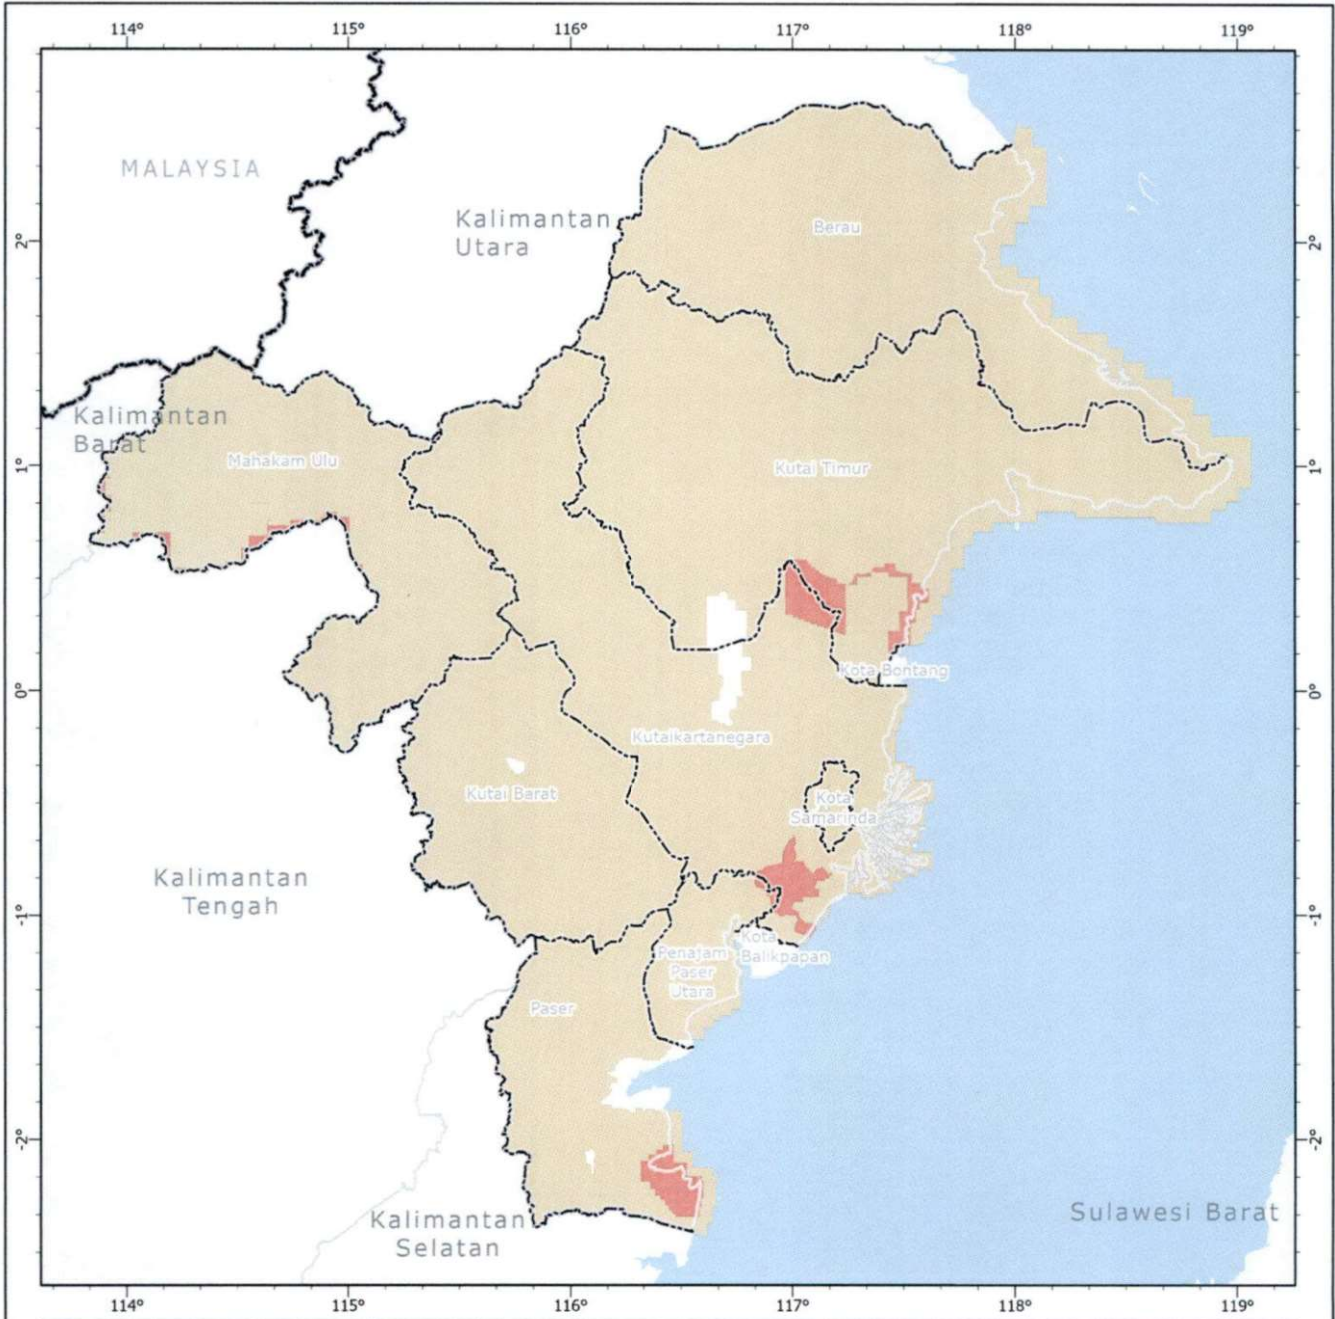 114° 115° 116° 117° 118° 119°
MALAYSIA
Kalimantan
Utara
Berau
2°
2°
Kalimantan
Barat
Mahakam Ulu
Kutai Timur
1°
1°
Kota Bontang
0°
0°
Kutaikartanegara
Kutai Barat
Kota
Samarinda
Kalimantan
Tengah
-1°
-1°
Kota
Balikpapan
Penajam
Paser
Utara
Paser
-2°
-2°
Kalimantan
Selatan
Sulawesi Barat
114° 115° 116° 117° 118° 119°